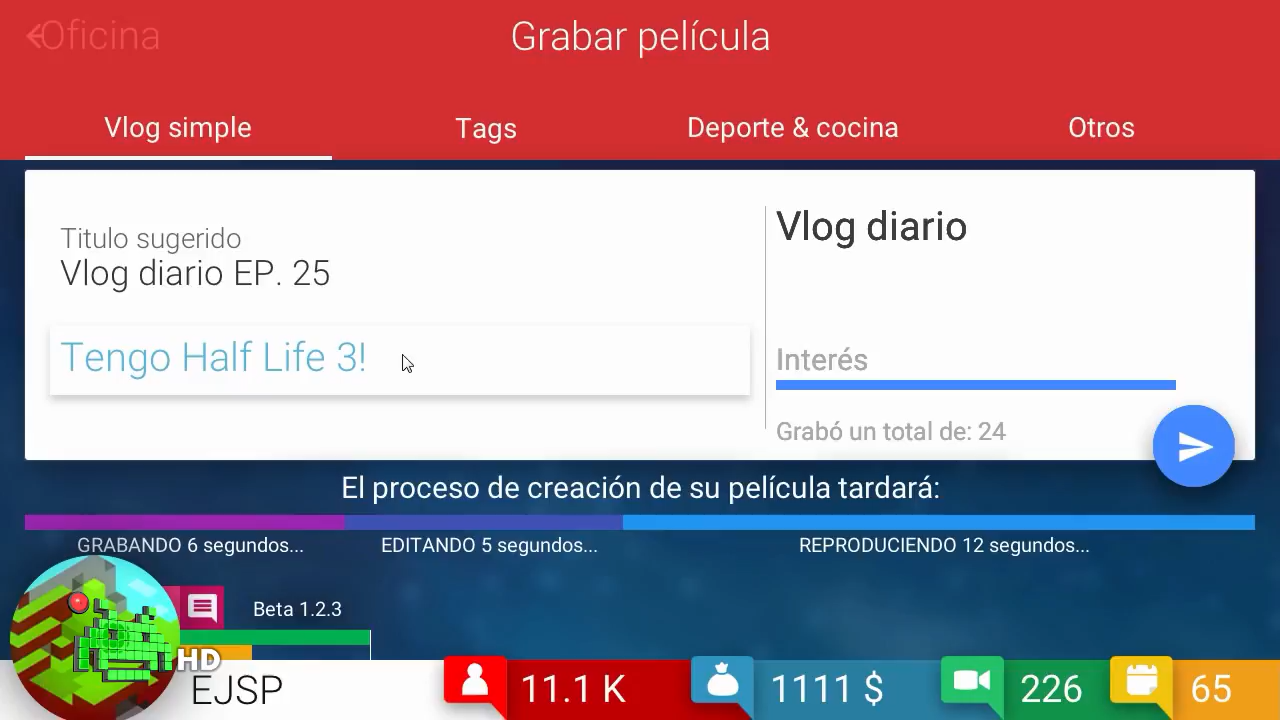 Oficina
Grabar película
Vlog simple
Tags
Deporte & cocina
Otros
Titulo sugerido
Vlog diario EP. 25
Tengo Half Life 3!
Vlog diario
Interés
Grabó un total de: 24
El proceso de creación de su película tardará:
GRABANDO 6 segundos...
EDITANDO 5 segundos...
REPRODUCIENDO 12 segundos...
Beta 1.2.3
HD
EJSP
11.1 K
1111 $
226
65